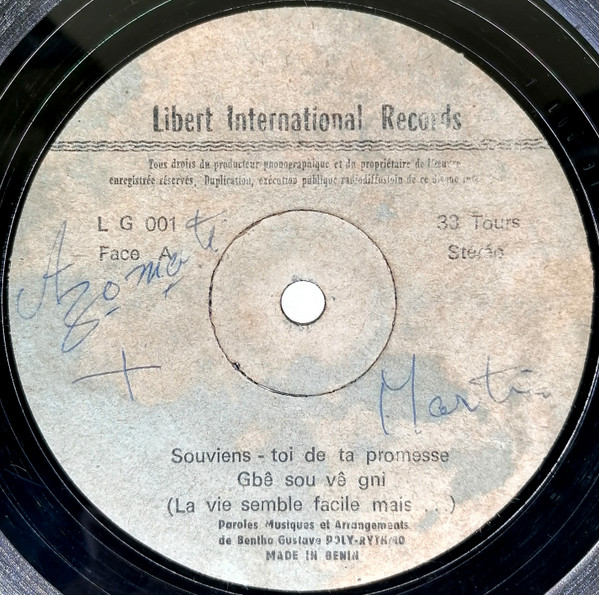 Libert International Records
Tous droits du producteur phonographique et du propriétaire de l'œuvre
enregistrée réservés. Duplication, exécution publique radiodiffusion de ce disque
L G 001
33 Tours
Face A
Stéréo
Martin
Souviens - toi de ta promesse
Gbê sou vê gni
(La vie semble facile mais . . .)
Paroles Musiques et Arrangements
de Bentho Gustave POLY-RYTHMO
MADE IN BENIN